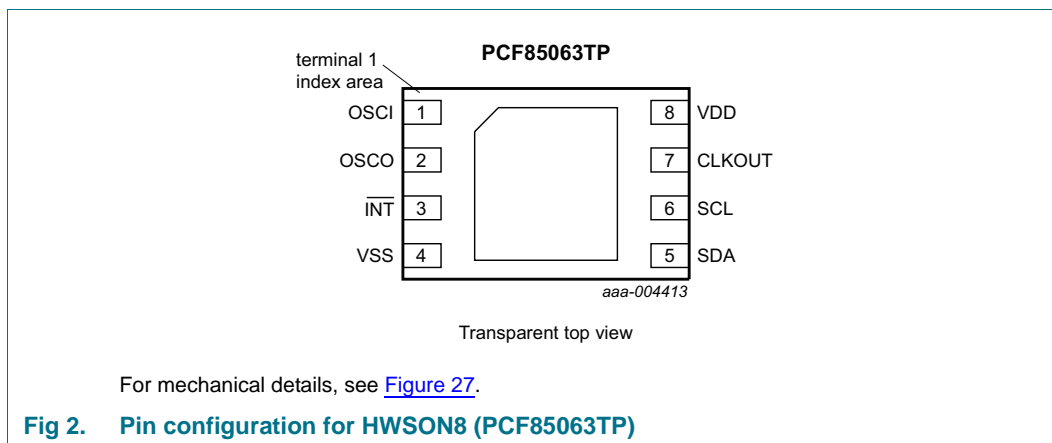 PCF85063TP
terminal 1
index area
OSCI 1 8 VDD
OSCO 2 7 CLKOUT
INT 3 6 SCL
VSS 4 5 SDA
aaa-004413
Transparent top view
For mechanical details, see Figure 27.
Fig 2. Pin configuration for HWSON8 (PCF85063TP)